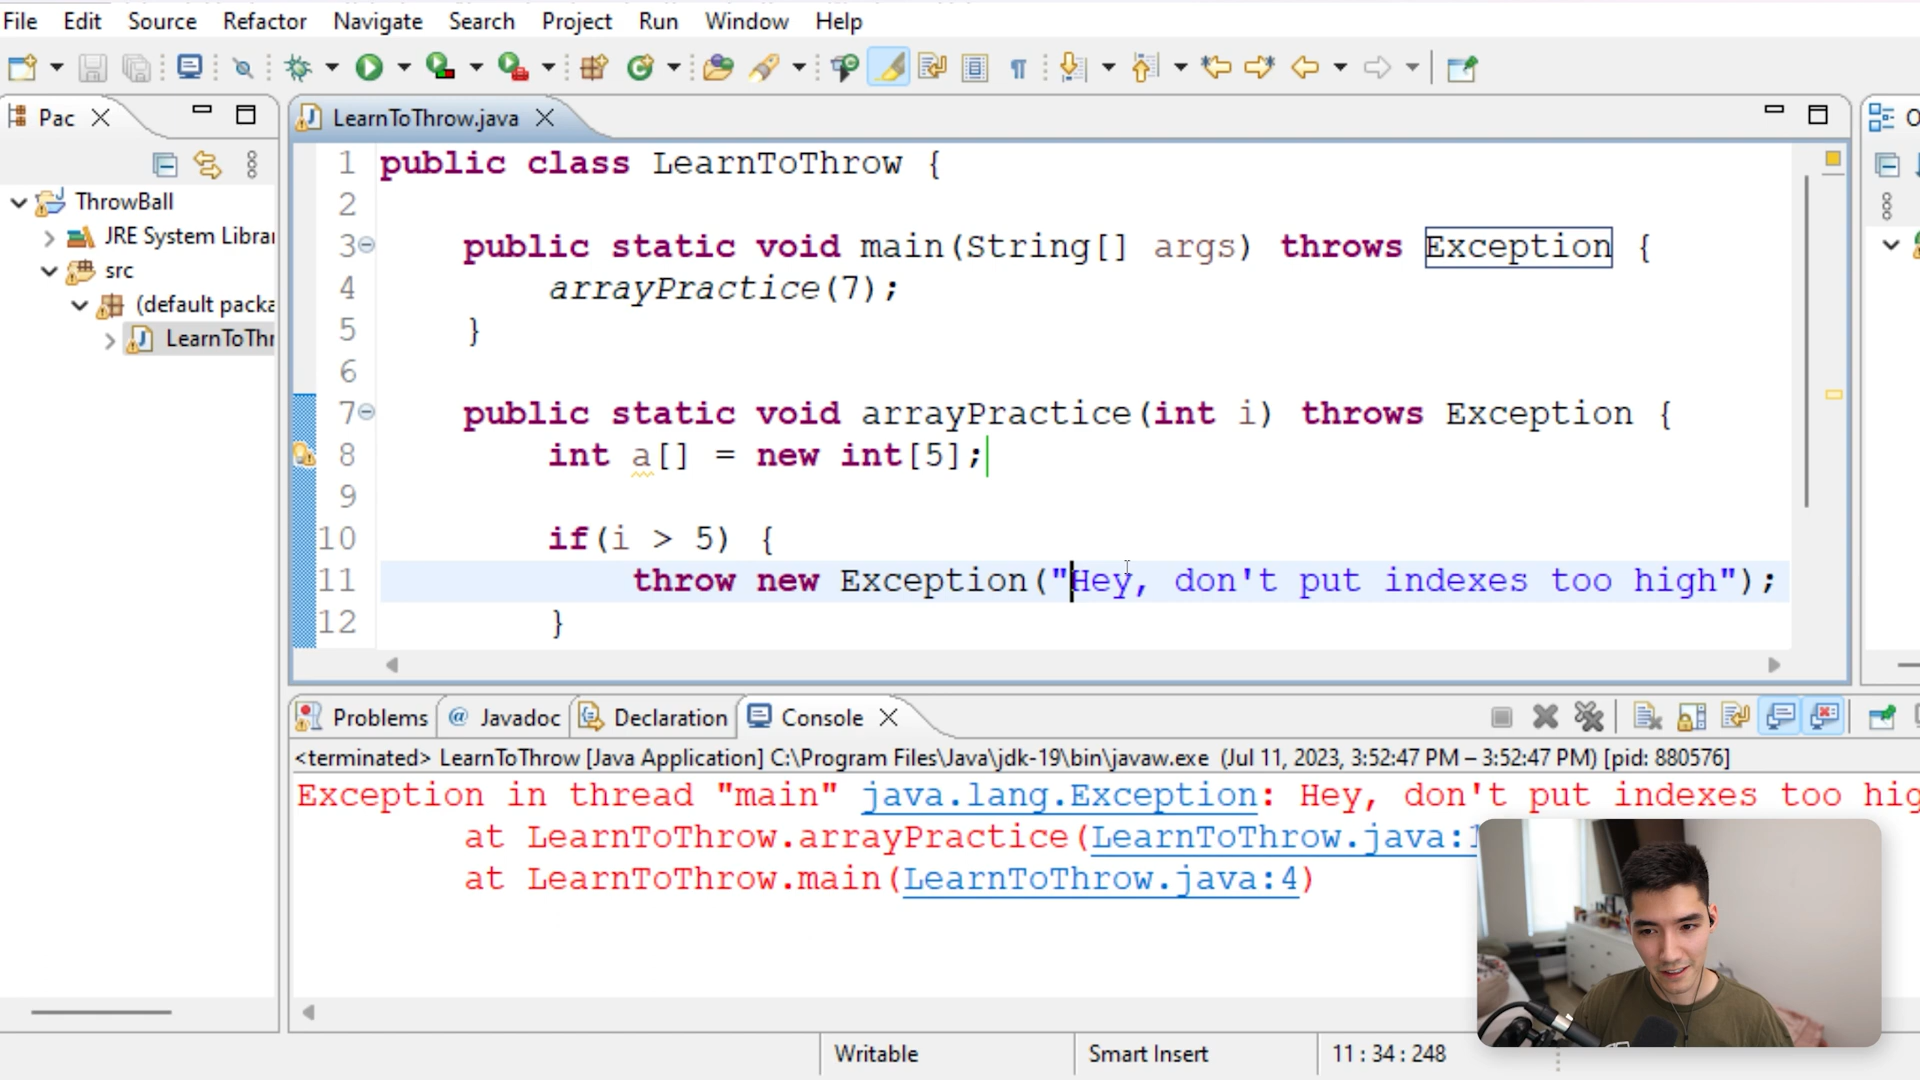 File Edit Source Refactor Navigate Search Project Run Window Help
Pac
LearnToThrow.java
ThrowBall
JRE System Librar
src
(default packa
LearnToThr
1 public class LearnToThrow {
2
3 public static void main(String[] args) throws Exception {
4 arrayPractice(7);
5 }
6
7 public static void arrayPractice(int i) throws Exception {
8 int a[] = new int[5];
9
10 if(i > 5) {
11 throw new Exception("Hey, don't put indexes too high");
12 }
Problems Javadoc Declaration Console
<terminated> LearnToThrow [Java Application] C:\Program Files\Java\jdk-19\bin\javaw.exe (Jul 11, 2023, 3:52:47 PM – 3:52:47 PM) [pid: 880576]
Exception in thread "main" java.lang.Exception: Hey, don't put indexes too hig
at LearnToThrow.arrayPractice(LearnToThrow.java:1
at LearnToThrow.main(LearnToThrow.java:4)
Writable Smart Insert 11 : 34 : 248